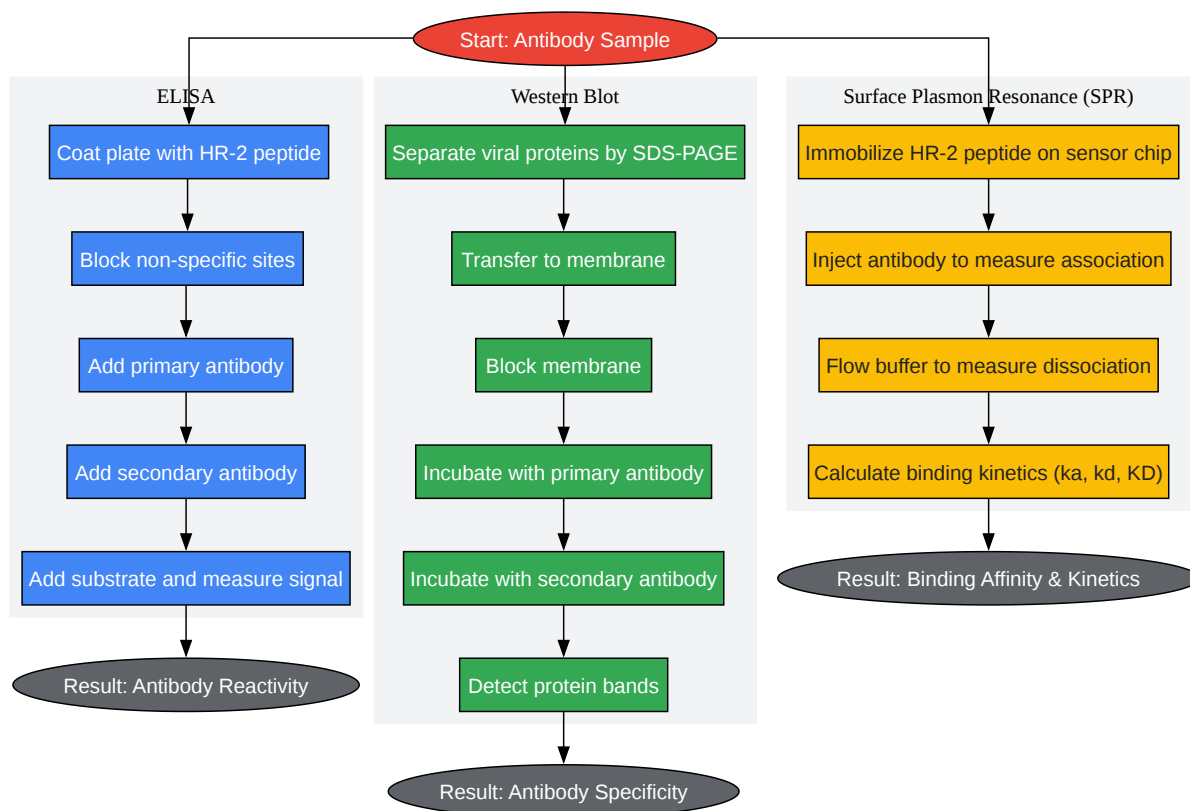 Start: Antibody Sample
ELISA
Coat plate with HR-2 peptide
Block non-specific sites
Add primary antibody
Add secondary antibody
Add substrate and measure signal
Result: Antibody Reactivity
Western Blot
Separate viral proteins by SDS-PAGE
Transfer to membrane
Block membrane
Incubate with primary antibody
Incubate with secondary antibody
Detect protein bands
Result: Antibody Specificity
Surface Plasmon Resonance (SPR)
Immobilize HR-2 peptide on sensor chip
Inject antibody to measure association
Flow buffer to measure dissociation
Calculate binding kinetics (ka, kd, KD)
Result: Binding Affinity & Kinetics